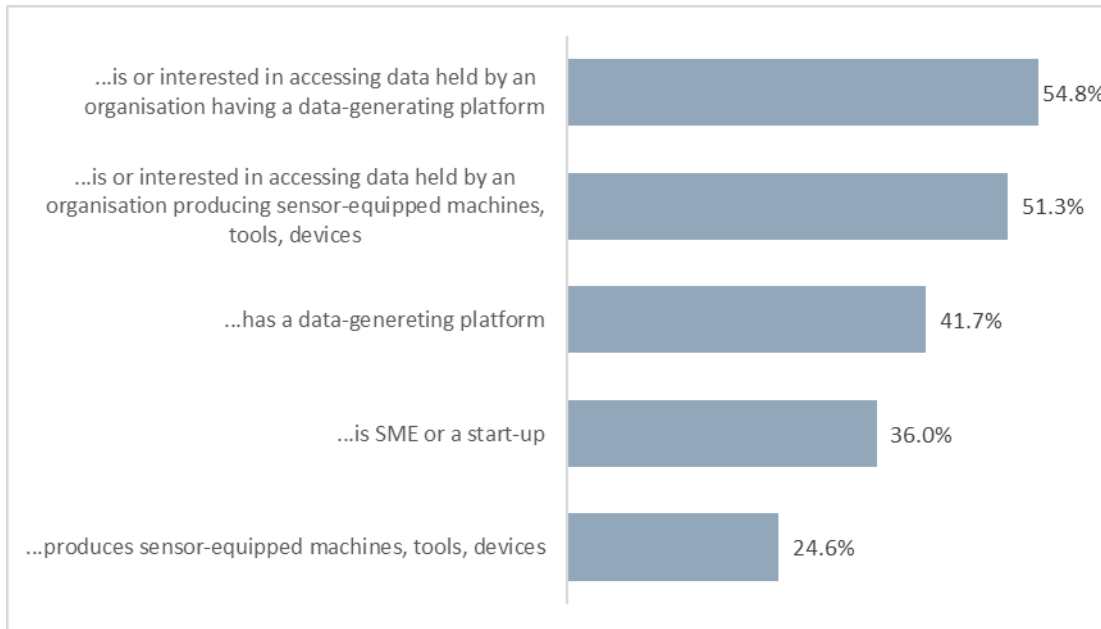 ...is or interested in accessing data held by an
organisation having a data-generating platform
54.8%
...is or interested in accessing data held by an
organisation producing sensor-equipped machines,
tools, devices
51.3%
...has a data-genereting platform
41.7%
...is SME or a start-up
36.0%
...produces sensor-equipped machines, tools, devices
24.6%